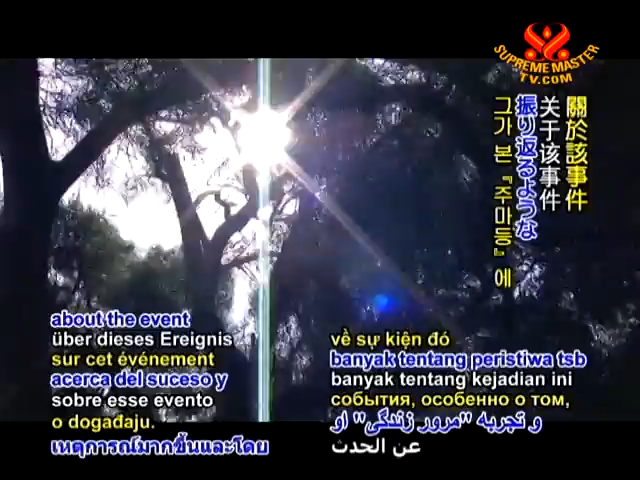 SUPREME MASTER
TV.COM
關於該事件
关于该事件
振り返るような
그가 본 『주마등』에
about the event
über dieses Ereignis
sur cet événement
acerca del suceso y
sobre esse evento
o događaju.
เหตุการณ์มากขึ้นและโดย
về sự kiện đó
banyak tentang peristiwa tsb
banyak tentang kejadian ini
события, особенно о том,
و تجربه "مرور زندگی" او
عن الحدث